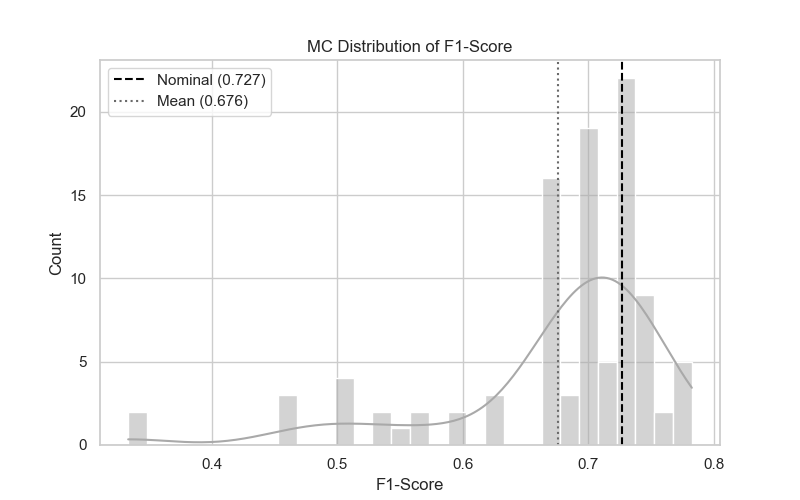 MC Distribution of F1-Score
Nominal (0.727)
Mean (0.676)
20
15
10
5
0
Count
0.4 0.5 0.6 0.7 0.8
F1-Score